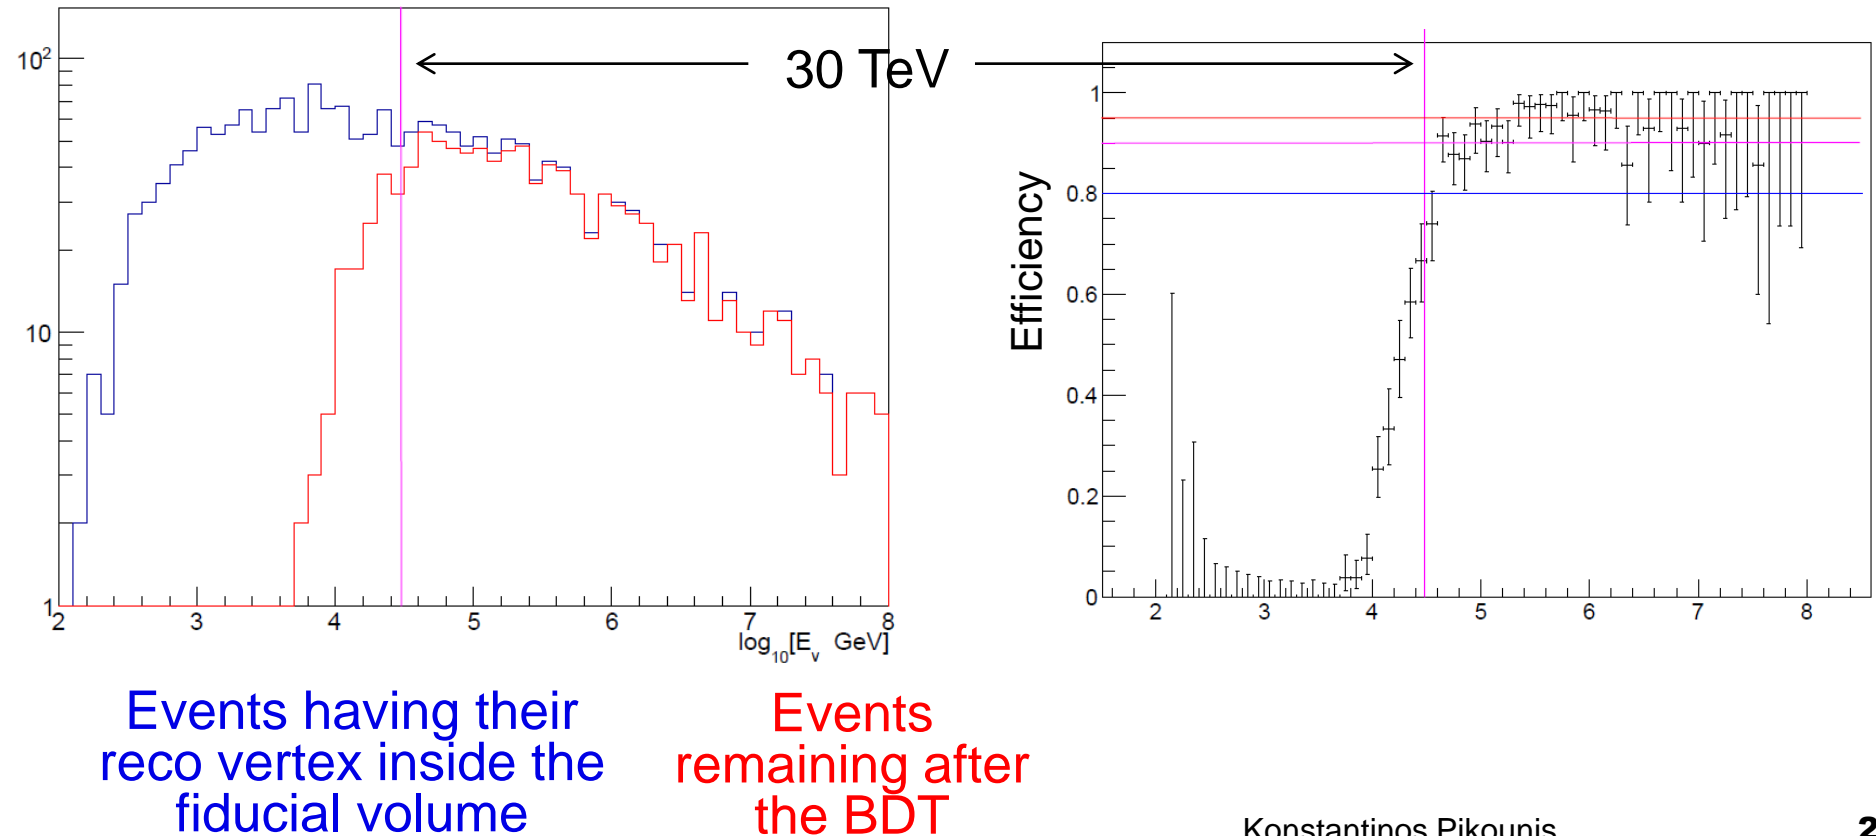 30 TeV
10²
10
1
2 3 4 5 6 7 8
log₁₀[Eᵥ GeV]
Efficiency
1
0.8
0.6
0.4
0.2
0
2 3 4 5 6 7 8
Events having their
reco vertex inside the
fiducial volume
Events
remaining after
the BDT
Konstantinos Pikounis